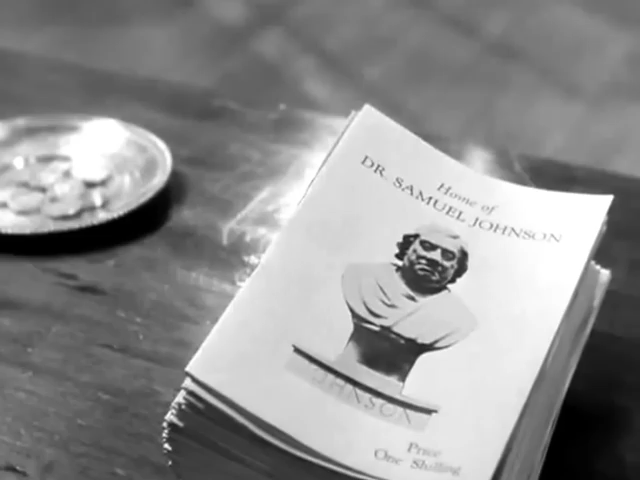 Home of
DR. SAMUEL JOHNSON
JOHNSON
Price
One Shilling